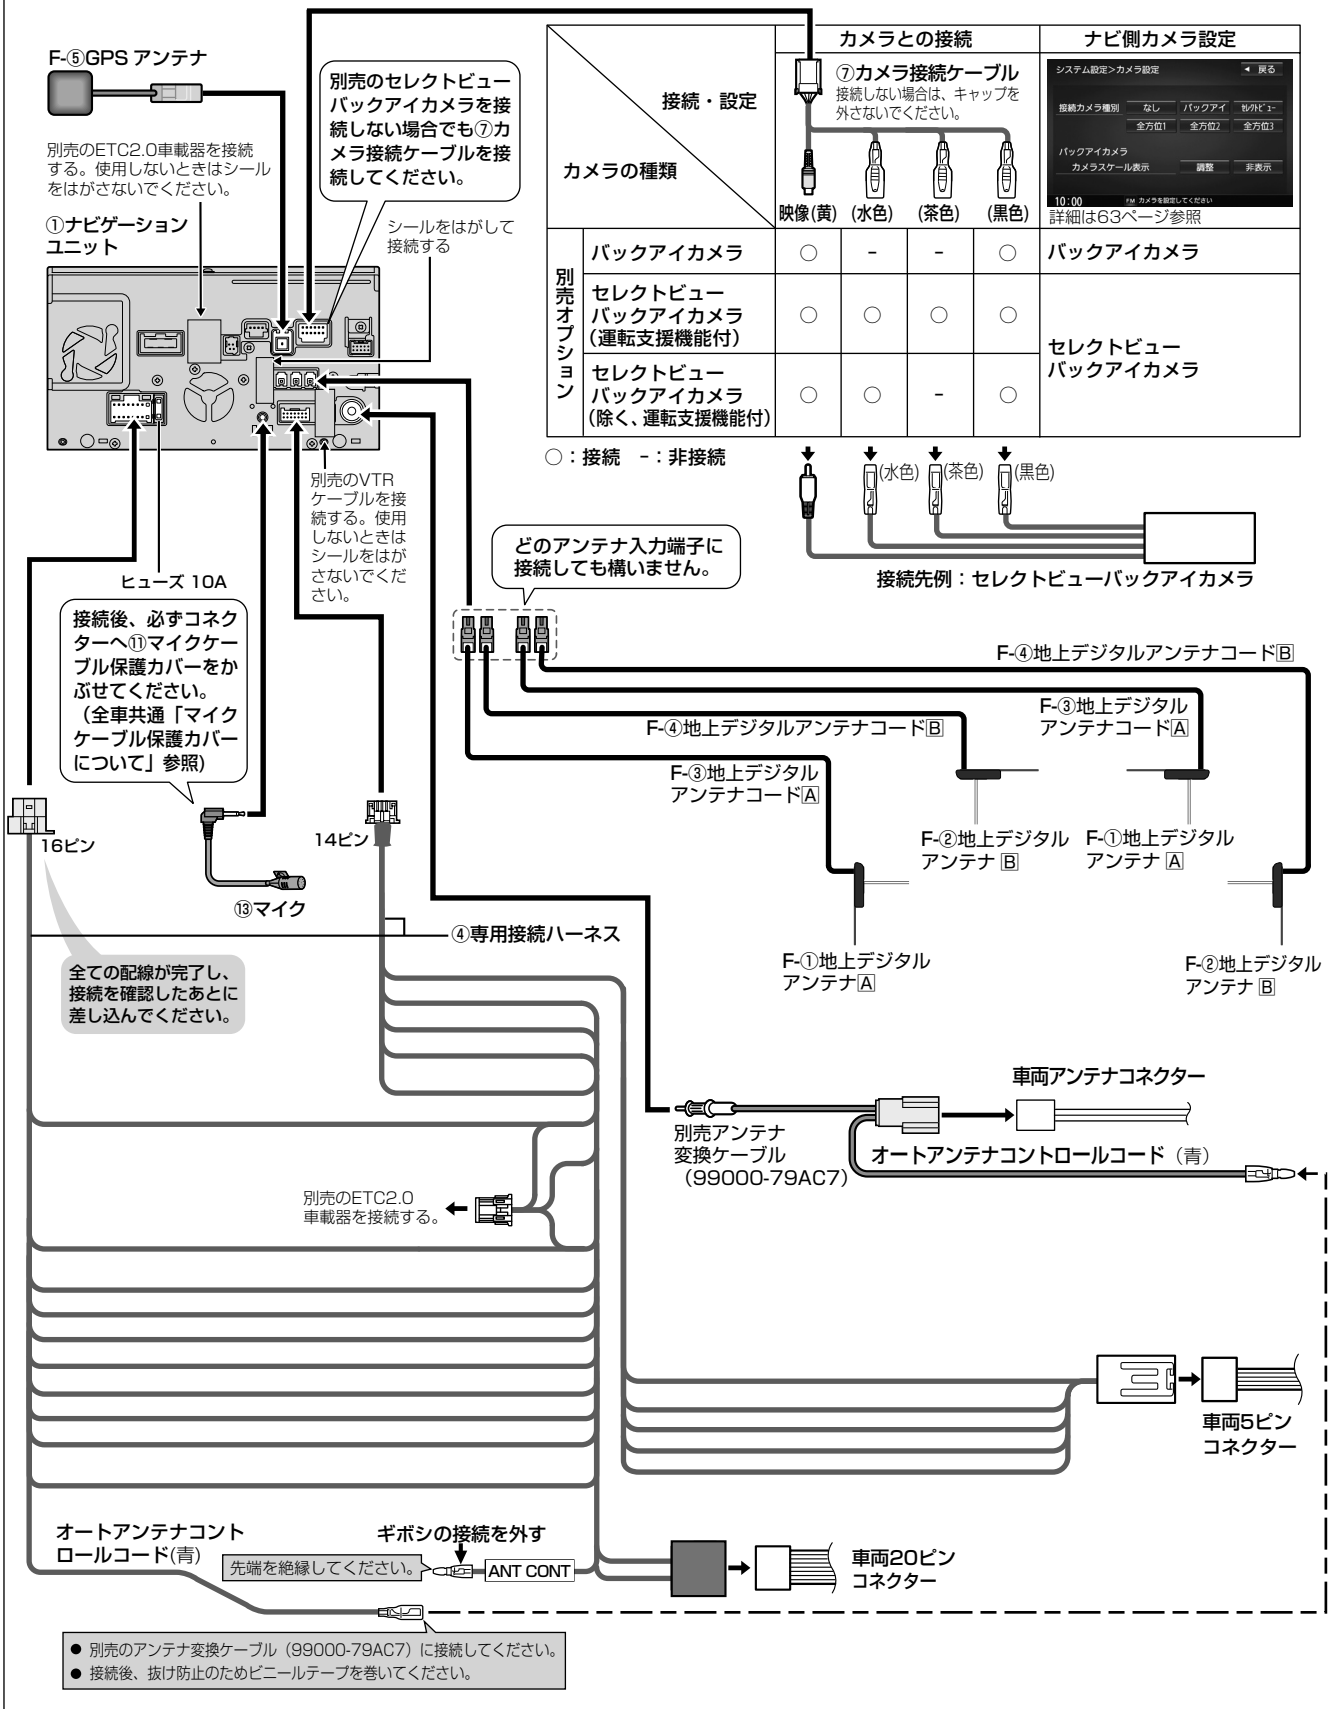 F-⑤GPS アンテナ
別売のETC2.0車載器を接続
する。使用しないときはシール
をはがさないでください。
①ナビゲーション
ユニット
別売のセレクトビュー
バックアイカメラを接
続しない場合でも⑦カ
メラ接続ケーブルを接
続してください。
シールをはがして
接続する
接続・設定
カメラの種類
カメラとの接続
ナビ側カメラ設定
⑦カメラ接続ケーブル
接続しない場合は、キャップを
外さないでください。
映像(黄) (水色) (茶色) (黒色)
システム設定>カメラ設定 ◀ 戻る
接続カメラ種別 なし バックアイ ｾﾚｸﾄﾋﾞｭｰ
全方位1 全方位2 全方位3
バックアイカメラ
カメラスケール表示 調整 非表示
10:00 FM カメラを設定してください
詳細は63ページ参照
別売オプション
バックアイカメラ ○ － － ○ バックアイカメラ
セレクトビュー
バックアイカメラ
(運転支援機能付) ○ ○ ○ ○
セレクトビュー
バックアイカメラ
(除く、運転支援機能付) ○ ○ － ○
セレクトビュー
バックアイカメラ
○：接続 －：非接続
(水色) (茶色) (黒色)
接続先例：セレクトビューバックアイカメラ
別売のVTR
ケーブルを接
続する。使用
しないときは
シールをはが
さないでくだ
さい。
ヒューズ 10A
どのアンテナ入力端子に
接続しても構いません。
接続後、必ずコネク
ターへ⑪マイクケー
ブル保護カバーをか
ぶせてください。
（全車共通「マイク
ケーブル保護カバー
について」参照)
F-④地上デジタルアンテナコードB
F-③地上デジタル
アンテナコードA
F-④地上デジタルアンテナコードB
F-③地上デジタル
アンテナコードA
F-②地上デジタル
アンテナ B
F-①地上デジタル
アンテナ A
F-①地上デジタル
アンテナA
F-②地上デジタル
アンテナ B
16ピン
14ピン
⑬マイク
④専用接続ハーネス
全ての配線が完了し、
接続を確認したあとに
差し込んでください。
車両アンテナコネクター
別売アンテナ
変換ケーブル
（99000-79AC7）
オートアンテナコントロールコード（青）
別売のETC2.0
車載器を接続する。
車両5ピン
コネクター
オートアンテナコント
ロールコード(青)
ギボシの接続を外す
先端を絶縁してください。
ANT CONT
車両20ピン
コネクター
● 別売のアンテナ変換ケーブル（99000-79AC7）に接続してください。
● 接続後、抜け防止のためビニールテープを巻いてください。